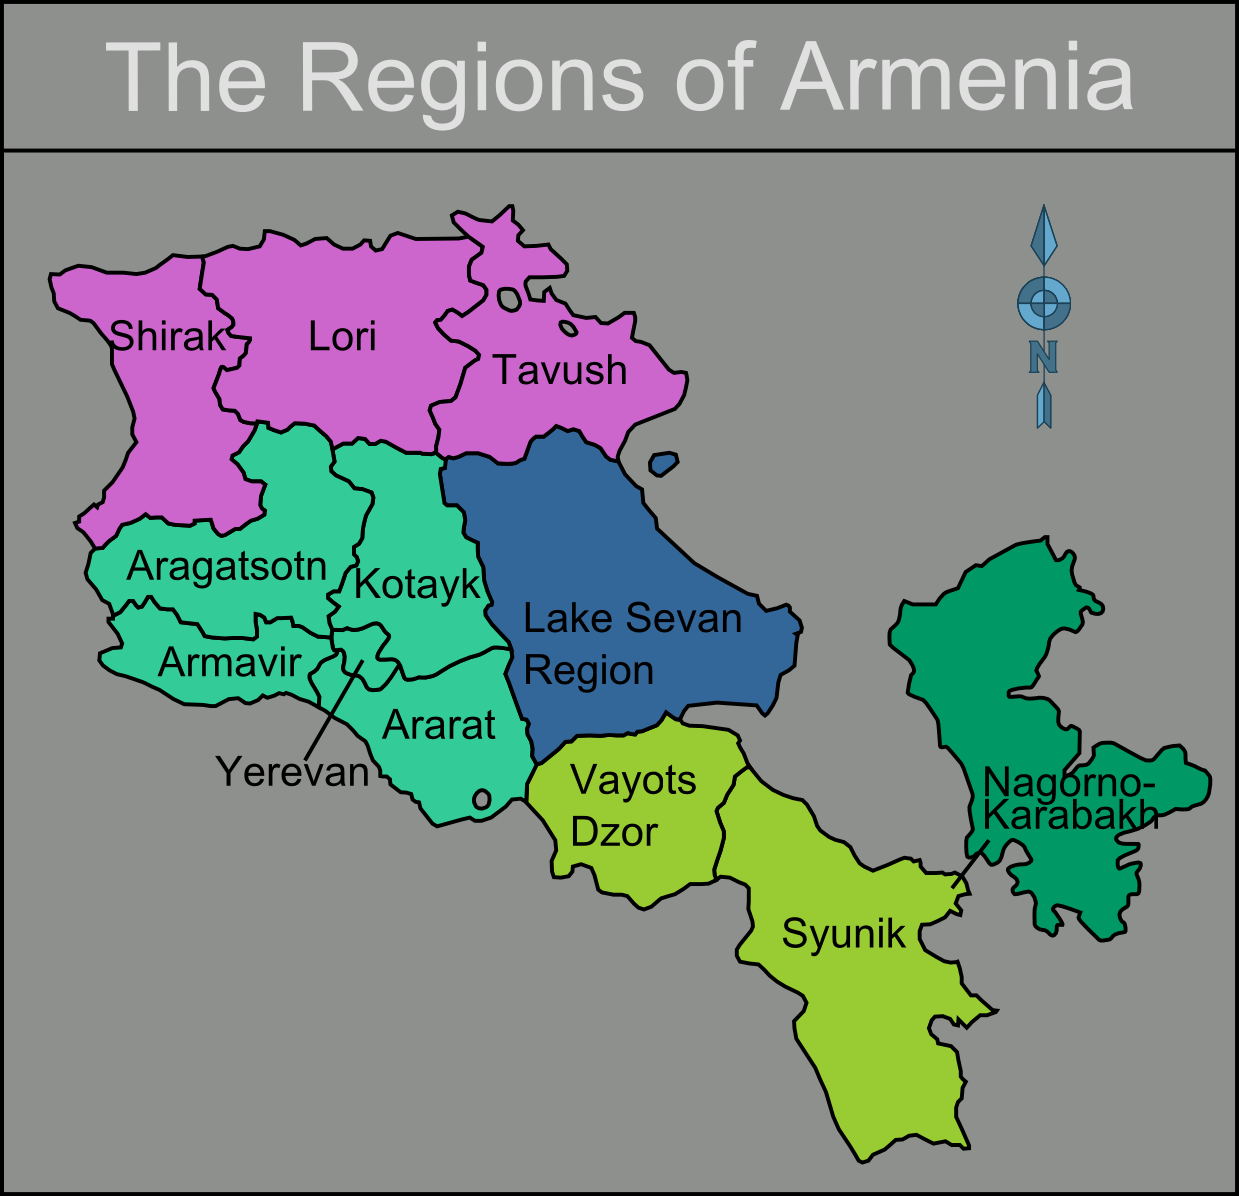 The Regions of Armenia
Shirak
Lori
Tavush
N
Aragatsotn
Kotayk
Lake Sevan
Region
Armavir
Ararat
Yerevan
Vayots
Dzor
Nagorno-
Karabakh
Syunik